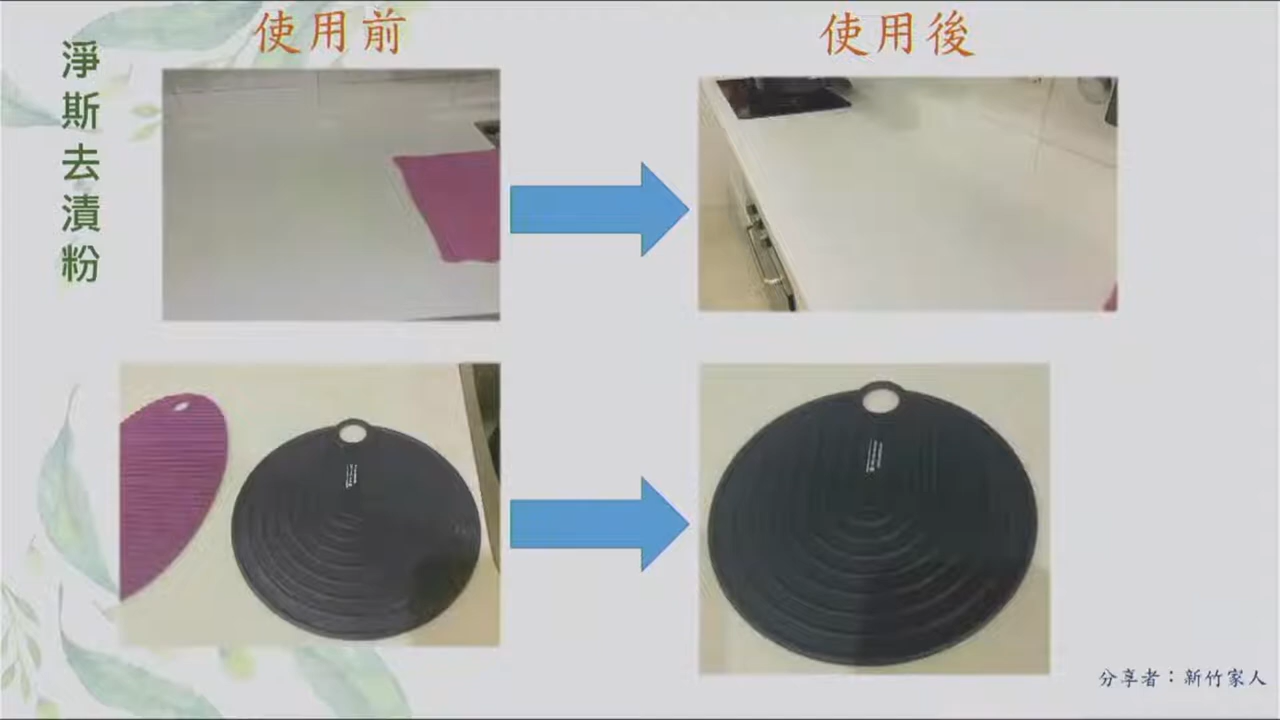 使用前
使用後
淨斯去漬粉
分享者：新竹家人